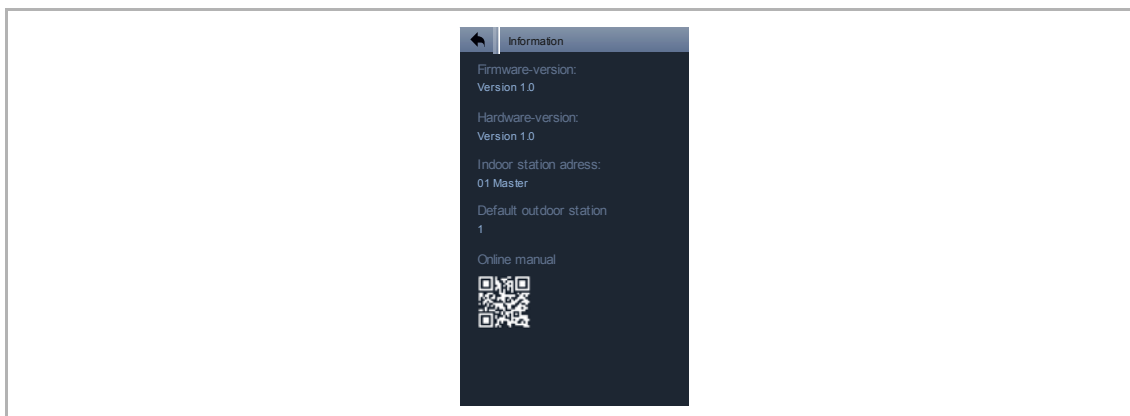 Information
Firmware-version:
Version 1.0
Hardware-version:
Version 1.0
Indoor station adress:
01 Master
Default outdoor station
1
Online manual